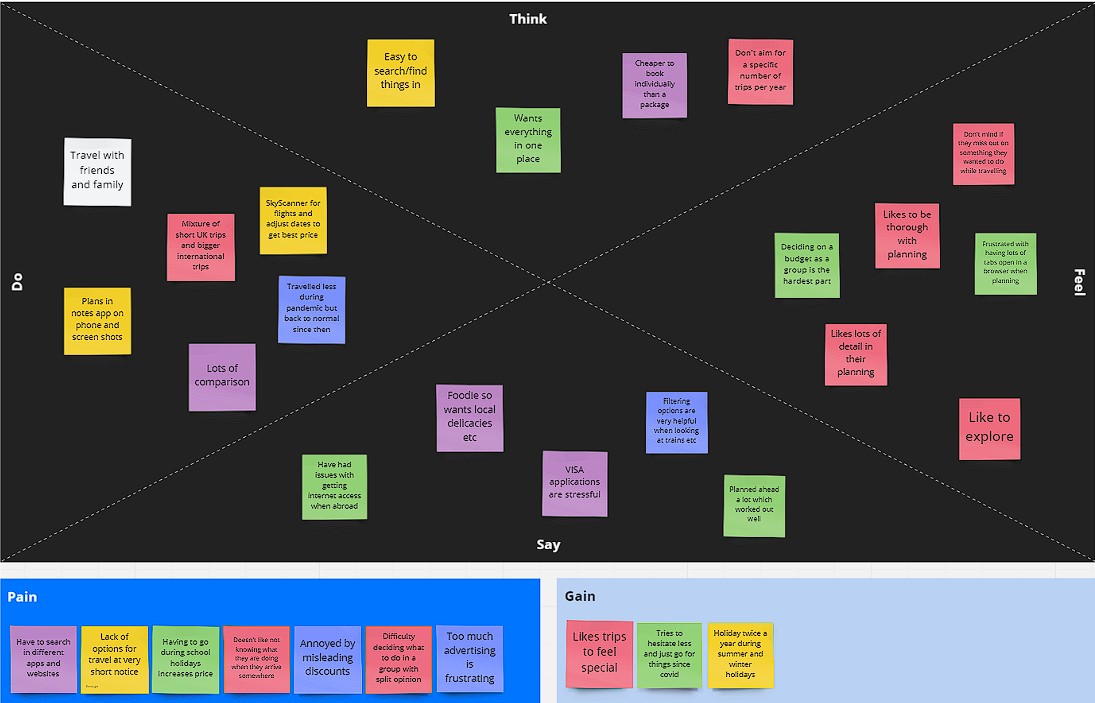 Think
Easy to
search/find
things in
Wants
everything
in one
place
Cheaper to
book
individually
than a
package
Don't aim for
a specific
number of
trips per year
Do
Travel with
friends
and family
Mixture of
short UK trips
and bigger
international
trips
SkyScanner for
flights and
adjust dates to
get best price
Plans in
notes app on
phone and
screen shots
Travelled less
during
pandemic but
back to normal
since then
Lots of
comparison
Feel
Don't mind if
they miss out on
something they
wanted to do
while travelling
Likes to be
thorough
with
planning
Deciding on a
budget as a
group is the
hardest part
Frustrated with
having lots of
tabs open in a
browser when
planning
Likes lots of
detail in
their
planning
Like to
explore
Say
Have had
issues with
getting
internet access
when abroad
Foodie so
wants local
delicacies
etc
VISA
applications
are stressful
Filtering
options are
very helpful
when looking
at trains etc
Planned ahead
a lot which
worked out
well
Pain
Have to search
in different
apps and
websites
Lack of
options for
travel at very
short notice
Having to go
during school
holidays
increases price
Doesn't like not
knowing what
they are doing
when they arrive
somewhere
Annoyed by
misleading
discounts
Difficulty
deciding what
to do in a
group with
split opinion
Too much
advertising
is
frustrating
Gain
Likes trips
to feel
special
Tries to
hesitate less
and just go for
things since
covid
Holiday twice a
year during
summer and
winter
holidays